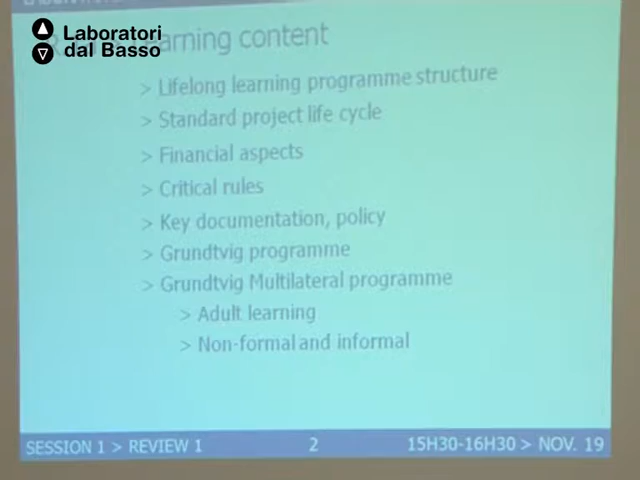 Laboratori
dal Basso
learning content
> Lifelong learning programme structure
> Standard project life cycle
> Financial aspects
> Critical rules
> Key documentation, policy
> Grundtvig programme
> Grundtvig Multilateral programme
> Adult learning
> Non-formal and informal
SESSION 1 > REVIEW 1
2
15H30-16H30 > NOV. 19